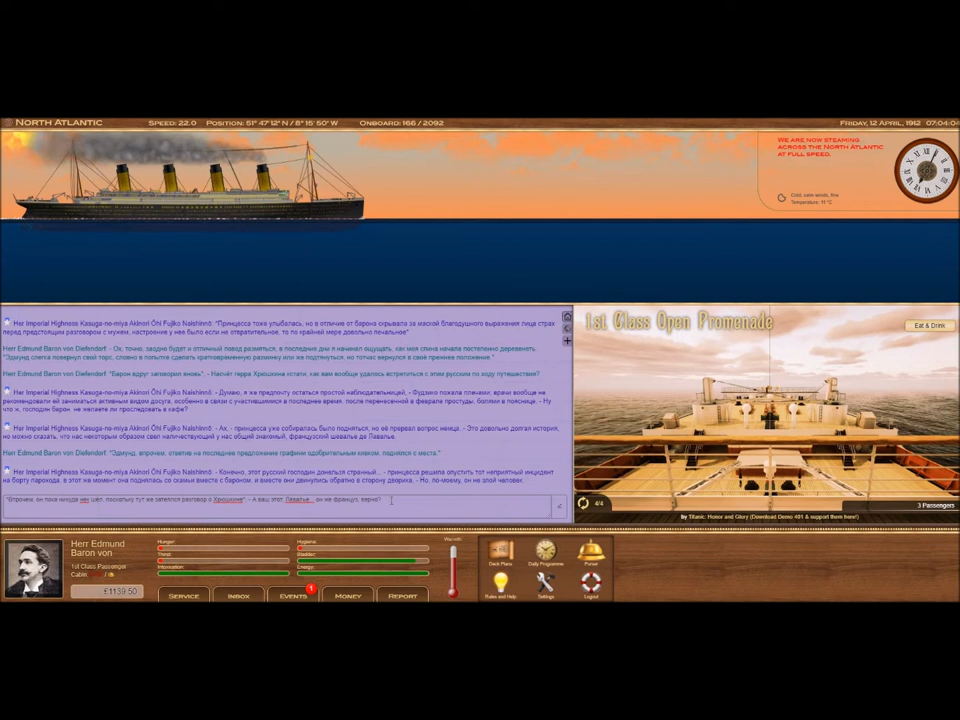 NORTH ATLANTIC SPEED: 22.0 POSITION: 51° 47' 12" N / 8° 15' 50" W ONBOARD: 166 / 2092 FRIDAY, 12 APRIL, 1912 07:04:04
WE ARE NOW STEAMING
ACROSS THE NORTH ATLANTIC
AT FULL SPEED.
Temperature: 11 °C
Her Imperial Highness Kasuga-no-miya Akinori Ōhi Fujiko Naishinnō: "Принцесса тоже улыбалась, но в отличие от барона скрывала за маской благодушного выражения лица страх
перед предстоящим разговором с мужем, настроение у нее было если не отвратительное, то по крайней мере довольно печальное"
Herr Edmund Baron von Diefendorf: - Ох, точно, заодно будет и отличный повод размяться, в последних дни я начинал ощущать, как моя спина начала постепенно деревенеть.
"Эдмунд слегка повернул свой торс, словно в попытке сделать кратковременную разминку или же подтянуться, но тотчас вернулся в своё прежнее положение."
Herr Edmund Baron von Diefendorf: "Барон вдруг заговорил вновь". - Насчёт герра Хрюшкина кстати, как вам вообще удалось встретиться с этим русским по ходу путешествия?
Her Imperial Highness Kasuga-no-miya Akinori Ōhi Fujiko Naishinnō: - Думаю, я же предпочту остаться простой наблюдательницей, - Фудзико пожала плечами; врачи вообще не
рекомендовали ей заниматься активным видом досуга, особенно в связи с участившимися в последнее время, после перенесенной в феврале простуды, болями в пояснице. - Ну
что ж, господин барон, не желаете ли проследовать в кафе?
Her Imperial Highness Kasuga-no-miya Akinori Ōhi Fujiko Naishinnō: - Ах, - принцесса уже собиралась было подняться, но её прервал вопрос немца. - Это довольно долгая история,
но можно сказать, что нас некоторым образом свел наличествующий у нас общий знакомый, французский шевалье де Лавалье.
Herr Edmund Baron von Diefendorf: "Эдмунд, впрочем, ответив на последнее предложение графини одобрительным кивком, поднялся с места."
Her Imperial Highness Kasuga-no-miya Akinori Ōhi Fujiko Naishinnō: - Конечно, этот русский господин донельзя странный... - принцесса решила опустить тот неприятный инцидент
на борту парохода, в этот же момент она поднялась со скамьи вместе с бароном, и вместе они двинулись обратно в сторону дворика. - Но, по-моему, он не злой человек.
"Впрочем, он пока никуда не шёл, поскольку тут же затеялся разговор о Хрюшкине". - А ваш этот Лавалье... он же француз, верно?
1st Class Open Promenade
Eat & Drink
4/4
3 Passengers
by Titanic: Honor and Glory (Download Demo 401 & support them here!)
Herr Edmund
Baron von
1st Class Passenger
Cabin:
£1139.50
Hunger:
Thirst:
Intoxication:
Hygiene:
Bladder:
Energy:
Warmth:
SERVICE INBOX EVENTS 1 MONEY REPORT
Deck Plans Daily Programme Purser
Rules and Help Settings Logout